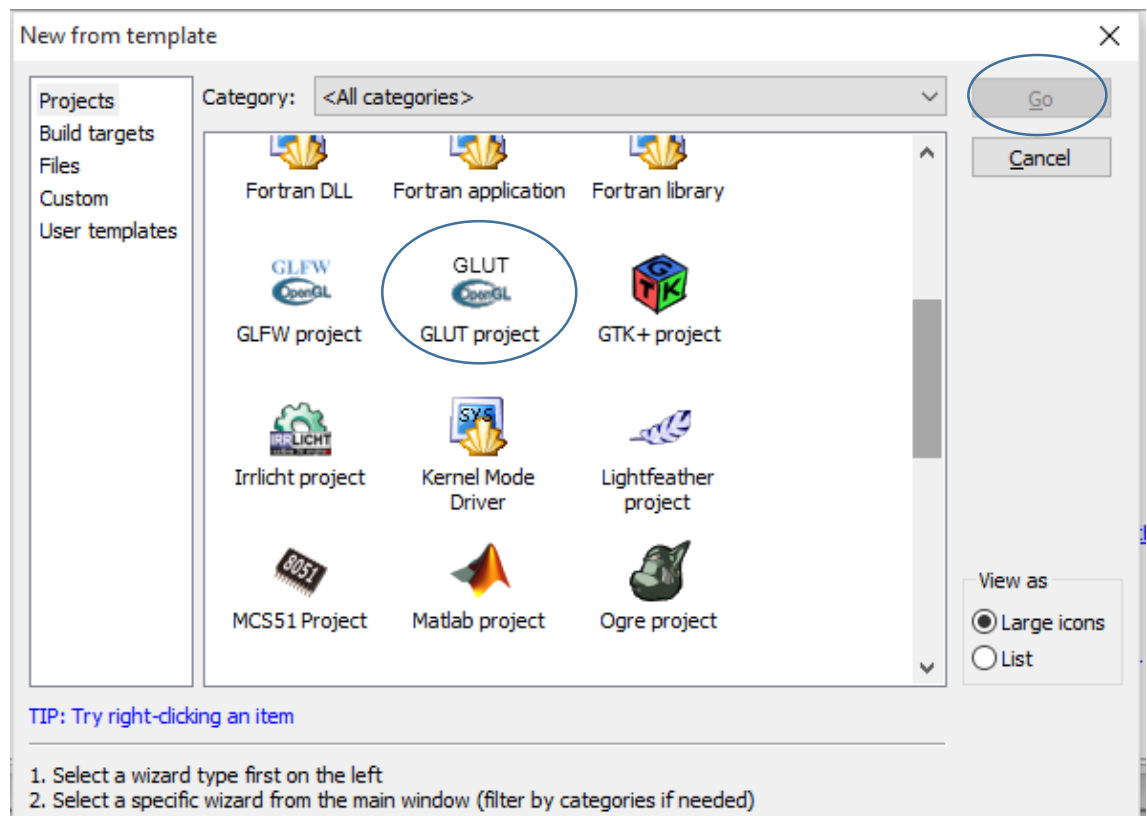 New from template
Projects
Build targets
Files
Custom
User templates
Category: <All categories>
Go
Cancel
Fortran DLL Fortran application Fortran library
GLFW OpenGL GLUT OpenGL GTK
GLFW project GLUT project GTK+ project
IRRLICHT sys
Irrlicht project Kernel Mode Driver Lightfeather project
8051
MCS51 Project Matlab project Ogre project
View as
Large icons
List
TIP: Try right-clicking an item
1. Select a wizard type first on the left
2. Select a specific wizard from the main window (filter by categories if needed)